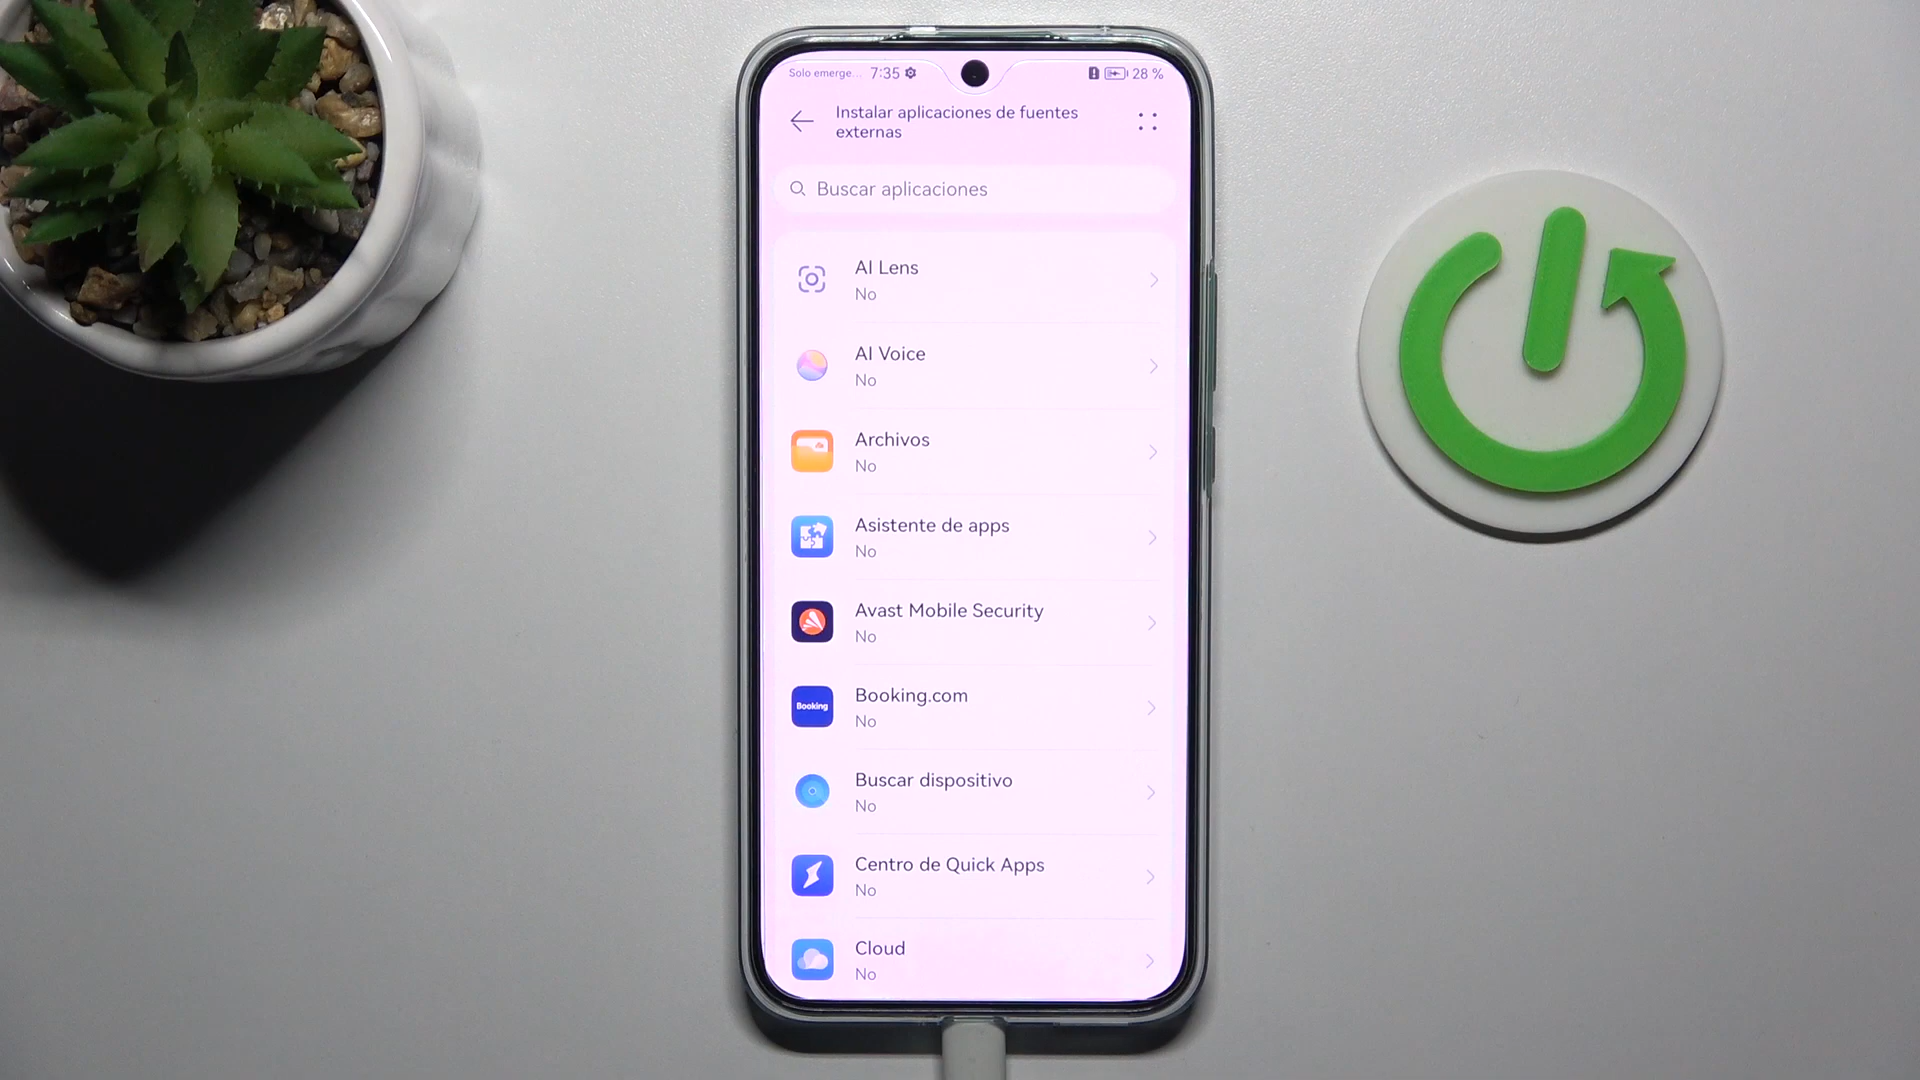 Solo emerge... 7:35 28 %
Instalar aplicaciones de fuentes
externas
Buscar aplicaciones
AI Lens
No
AI Voice
No
Archivos
No
Asistente de apps
No
Avast Mobile Security
No
Booking.com
No
Booking
Buscar dispositivo
No
Centro de Quick Apps
No
Cloud
No